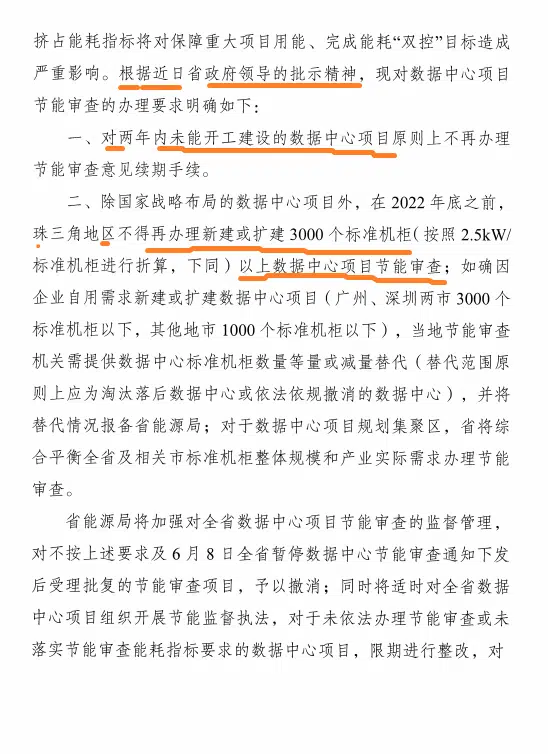 挤占能耗指标将对保障重大项目用能、完成能耗“双控”目标造成
严重影响。根据近日省政府领导的批示精神，现对数据中心项目
节能审查的办理要求明确如下：
一、对两年内未能开工建设的数据中心项目原则上不再办理
节能审查意见续期手续。
二、除国家战略布局的数据中心项目外，在 2022 年底之前，
珠三角地区不得再办理新建或扩建 3000 个标准机柜（按照 2.5kW/
标准机柜进行折算，下同）以上数据中心项目节能审查；如确因
企业自用需求新建或扩建数据中心项目（广州、深圳两市 3000 个
标准机柜以下，其他地市 1000 个标准机柜以下），当地节能审查
机关需提供数据中心标准机柜数量等量或减量替代（替代范围原
则上应为淘汰落后数据中心或依法依规撤消的数据中心），并将
替代情况报备省能源局；对于数据中心项目规划集聚区，省将综
合平衡全省及相关市标准机柜整体规模和产业实际需求办理节能
审查。
省能源局将加强对全省数据中心项目节能审查的监督管理，
对不按上述要求及 6 月 8 日全省暂停数据中心节能审查通知下发
后受理批复的节能审查项目，予以撤消；同时将适时对全省数据
中心项目组织开展节能监督执法，对于未依法办理节能审查或未
落实节能审查能耗指标要求的数据中心项目，限期进行整改，对